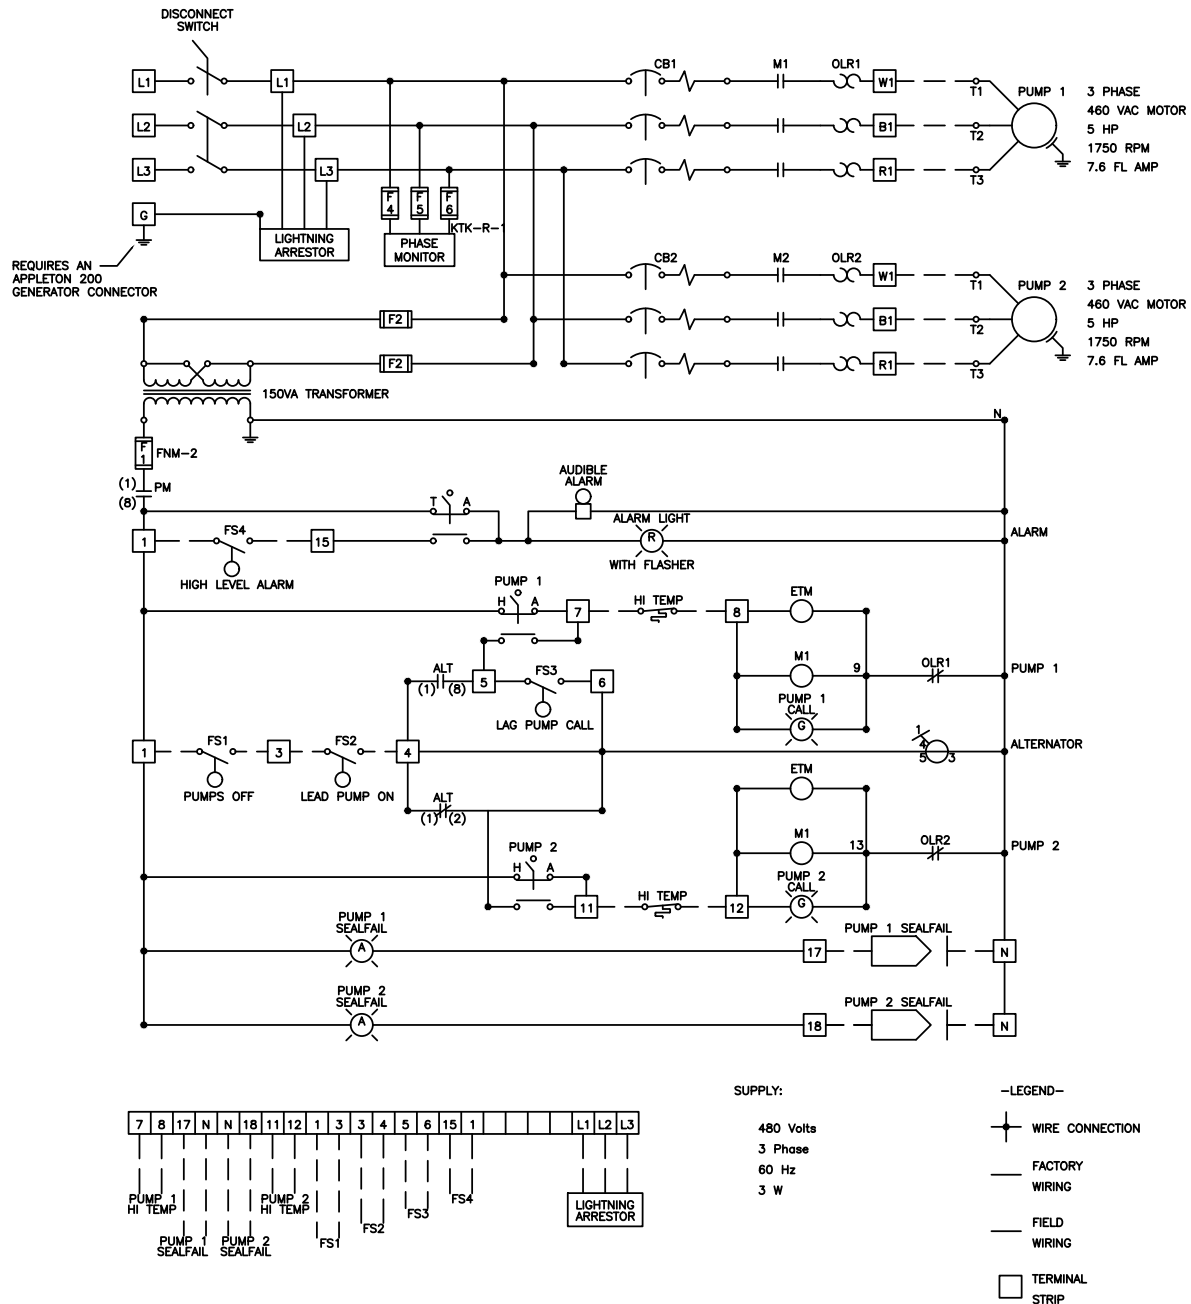 DISCONNECT
SWITCH
L1
L1
CB1
M1
OLR1
W1
T1
PUMP 1
3 PHASE
460 VAC MOTOR
5 HP
1750 RPM
7.6 FL AMP
L2
L2
B1
T2
L3
L3
R1
T3
G
F
4
F
5
F
6
KTK-R-1
LIGHTNING
ARRESTOR
PHASE
MONITOR
REQUIRES AN
APPLETON 200
GENERATOR CONNECTOR
CB2
M2
OLR2
W1
T1
PUMP 2
3 PHASE
460 VAC MOTOR
5 HP
1750 RPM
7.6 FL AMP
F2
B1
T2
F2
R1
T3
150VA TRANSFORMER
N
F
1
FNM-2
(1)
PM
(8)
T
A
AUDIBLE
ALARM
ALARM LIGHT
1
FS4
15
R
ALARM
WITH FLASHER
HIGH LEVEL ALARM
PUMP 1
H
A
7
HI TEMP
8
ETM
ALT
(1)
(8)
5
FS3
6
LAG PUMP CALL
M1
9
OLR1
PUMP 1
PUMP 1
CALL
G
1
FS1
3
FS2
4
1
4
5
3
ALTERNATOR
PUMPS OFF
LEAD PUMP ON
ALT
(1)
(2)
ETM
M1
13
OLR2
PUMP 2
PUMP 2
H
A
11
HI TEMP
12
PUMP 2
CALL
G
PUMP 1
SEALFAIL
A
17
PUMP 1 SEALFAIL
N
PUMP 2
SEALFAIL
A
18
PUMP 2 SEALFAIL
N
7 8 17 N N 18 11 12 1 3 3 4 5 6 15 1 L1 L2 L3
PUMP 1
HI TEMP
PUMP 2
HI TEMP
FS4
FS3
FS2
FS1
PUMP 1
SEALFAIL
PUMP 2
SEALFAIL
LIGHTNING
ARRESTOR
SUPPLY:
480 Volts
3 Phase
60 Hz
3 W
-LEGEND-
WIRE CONNECTION
FACTORY
WIRING
FIELD
WIRING
TERMINAL
STRIP